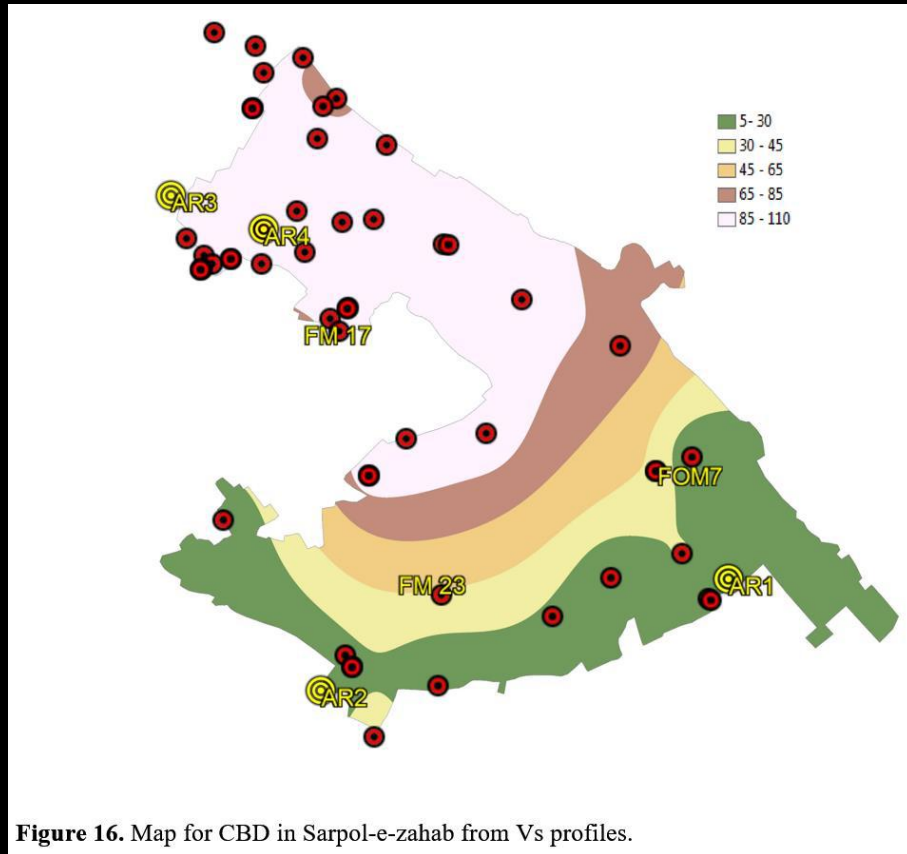 5- 30
30 - 45
45 - 65
65 - 85
85 - 110
AR3
AR4
FM 17
FOM7
FM 23
AR1
AR2
Figure 16. Map for CBD in Sarpol-e-zahab from Vs profiles.